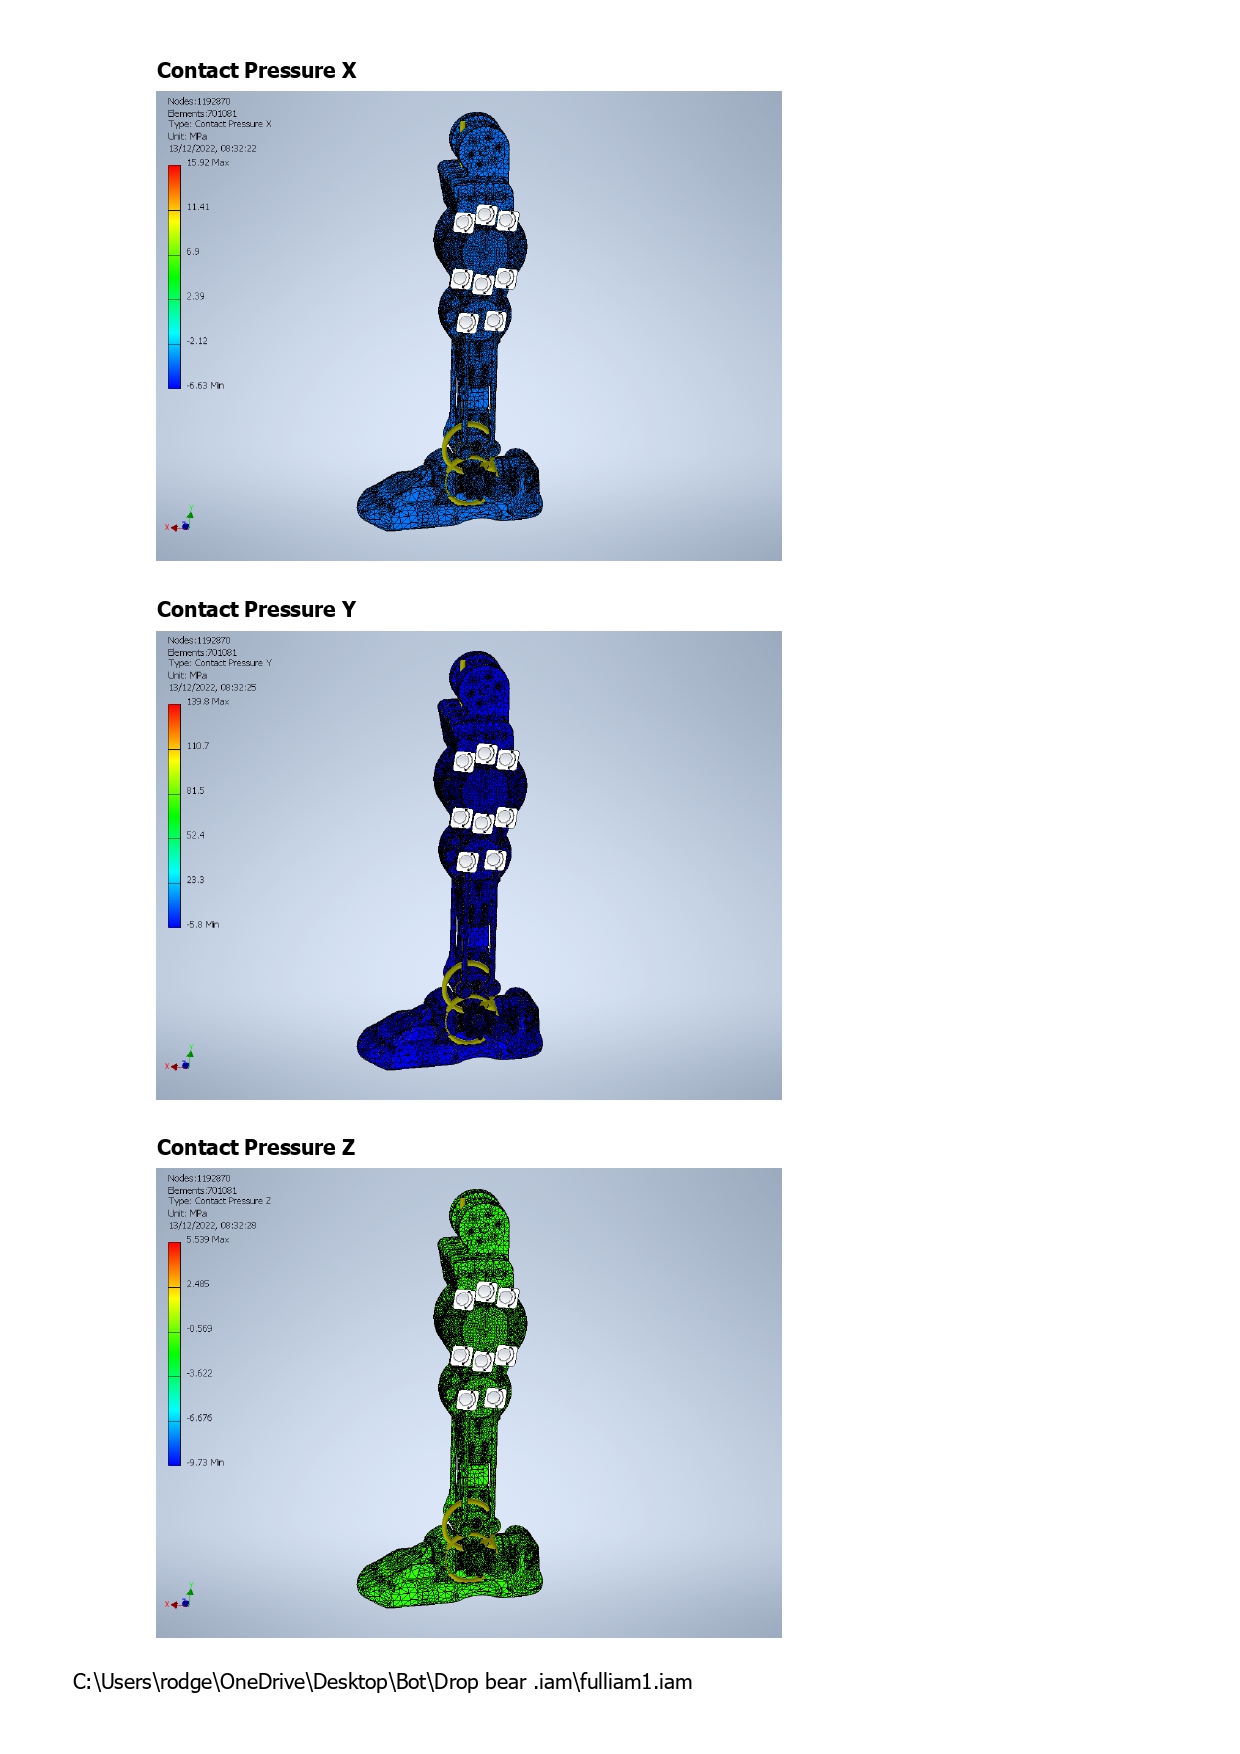 Contact Pressure X
Nodes:1192870
Elements:701081
Type: Contact Pressure X
Unit: MPa
13/12/2022, 08:32:22
15.92 Max
11.41
6.9
2.39
-2.12
-6.63 Min
Y
X
Contact Pressure Y
Nodes:1192870
Elements:701081
Type: Contact Pressure Y
Unit: MPa
13/12/2022, 08:32:25
139.8 Max
110.7
81.5
52.4
23.3
-5.8 Min
Y
X
Contact Pressure Z
Nodes:1192870
Elements:701081
Type: Contact Pressure Z
Unit: MPa
13/12/2022, 08:32:28
5.539 Max
2.485
-0.569
-3.622
-6.676
-9.73 Min
Y
X
C:\Users\rodge\OneDrive\Desktop\Bot\Drop bear .iam\fulliam1.iam